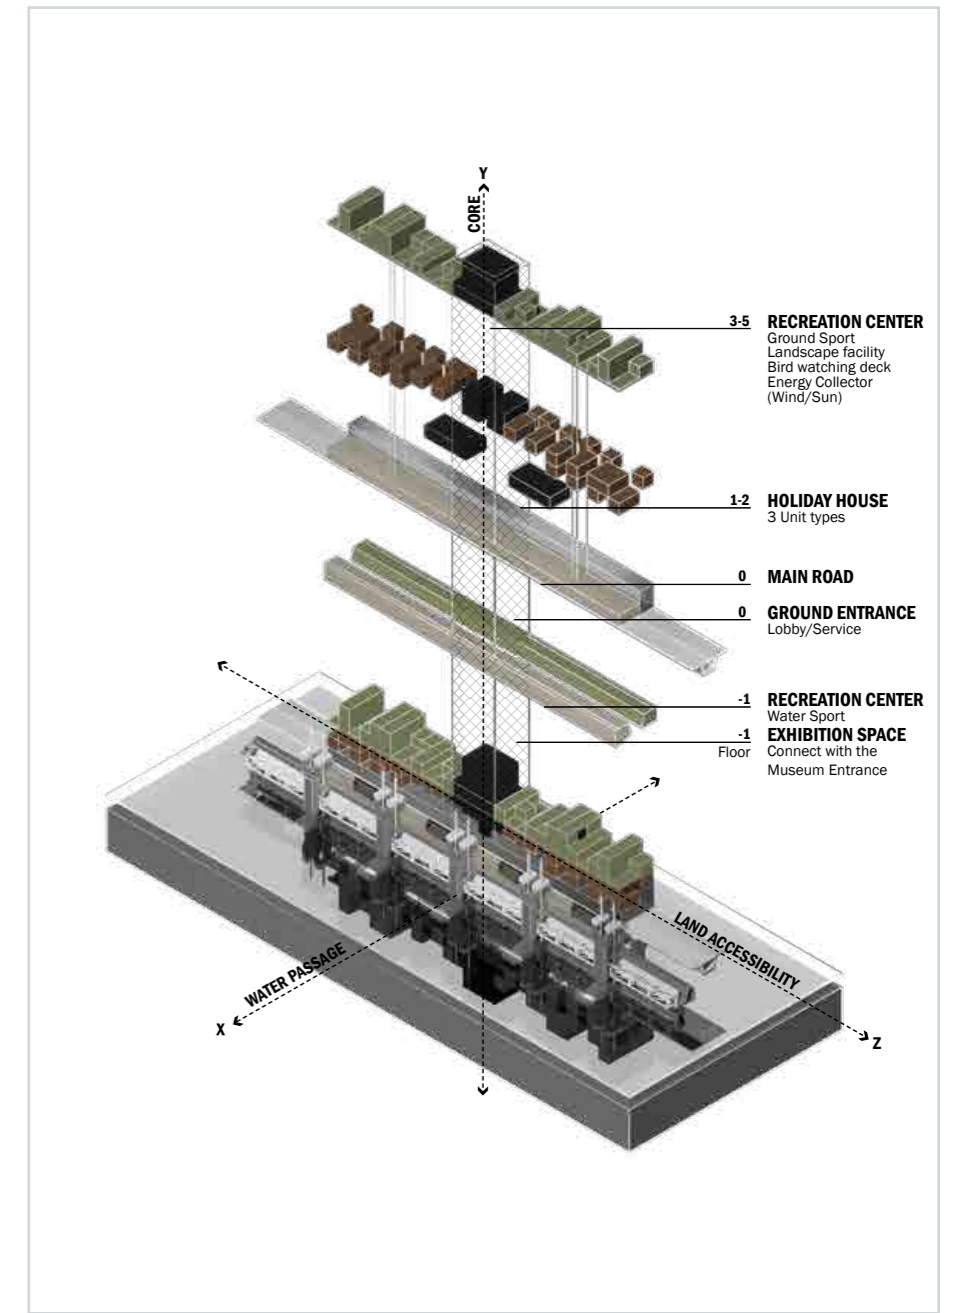 Y
CORE
3-5 RECREATION CENTER
Ground Sport
Landscape facility
Bird watching deck
Energy Collector
(Wind/Sun)
1-2 HOLIDAY HOUSE
3 Unit types
0 MAIN ROAD
0 GROUND ENTRANCE
Lobby/Service
-1 RECREATION CENTER
Water Sport
-1 EXHIBITION SPACE
Floor Connect with the
Museum Entrance
LAND ACCESSIBILITY
WATER PASSAGE
X
Z